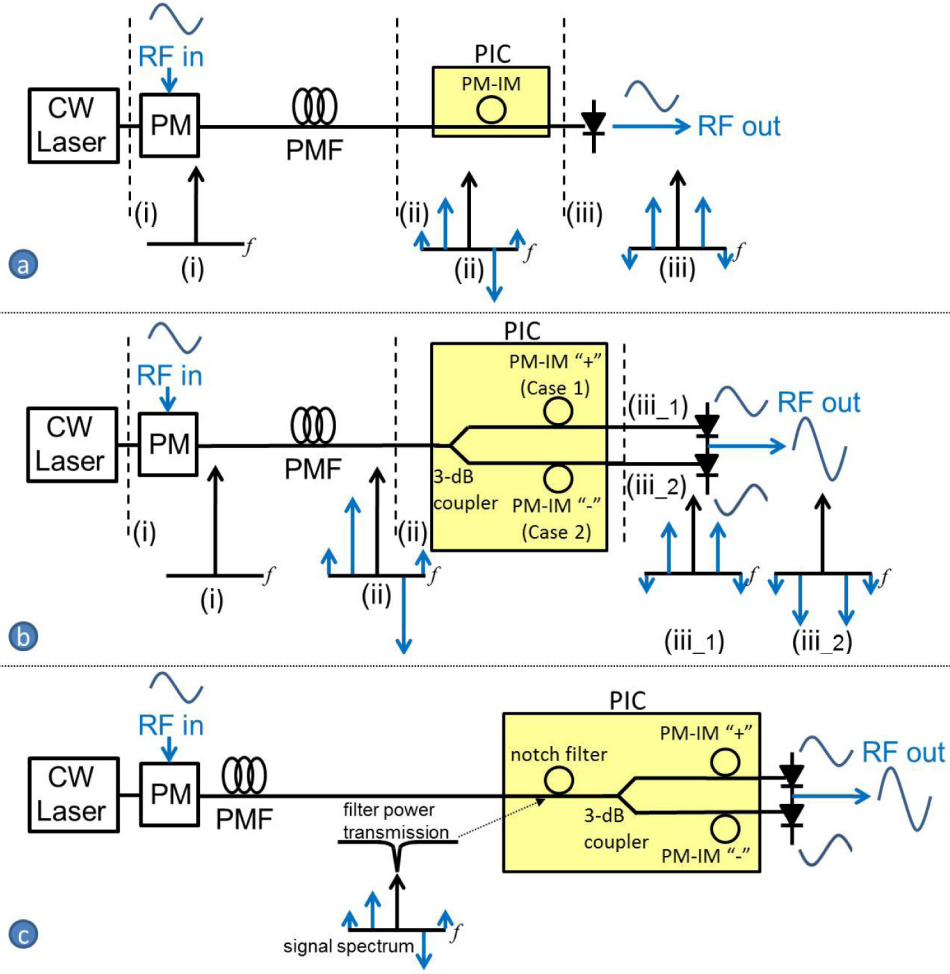 RF in
CW
Laser
PM
PMF
PIC
PM-IM
RF out
(i)
(ii)
(iii)
f
(i)
f
(ii)
f
(iii)
a
RF in
CW
Laser
PM
PMF
PIC
PM-IM “+”
(Case 1)
3-dB
coupler
PM-IM “-”
(Case 2)
(iii_1)
(iii_2)
RF out
(i)
(ii)
f
(i)
f
(ii)
f
(iii_1)
f
(iii_2)
b
RF in
CW
Laser
PM
PMF
PIC
notch filter
PM-IM “+”
3-dB
coupler
PM-IM “-”
RF out
filter power
transmission
f
signal spectrum
c